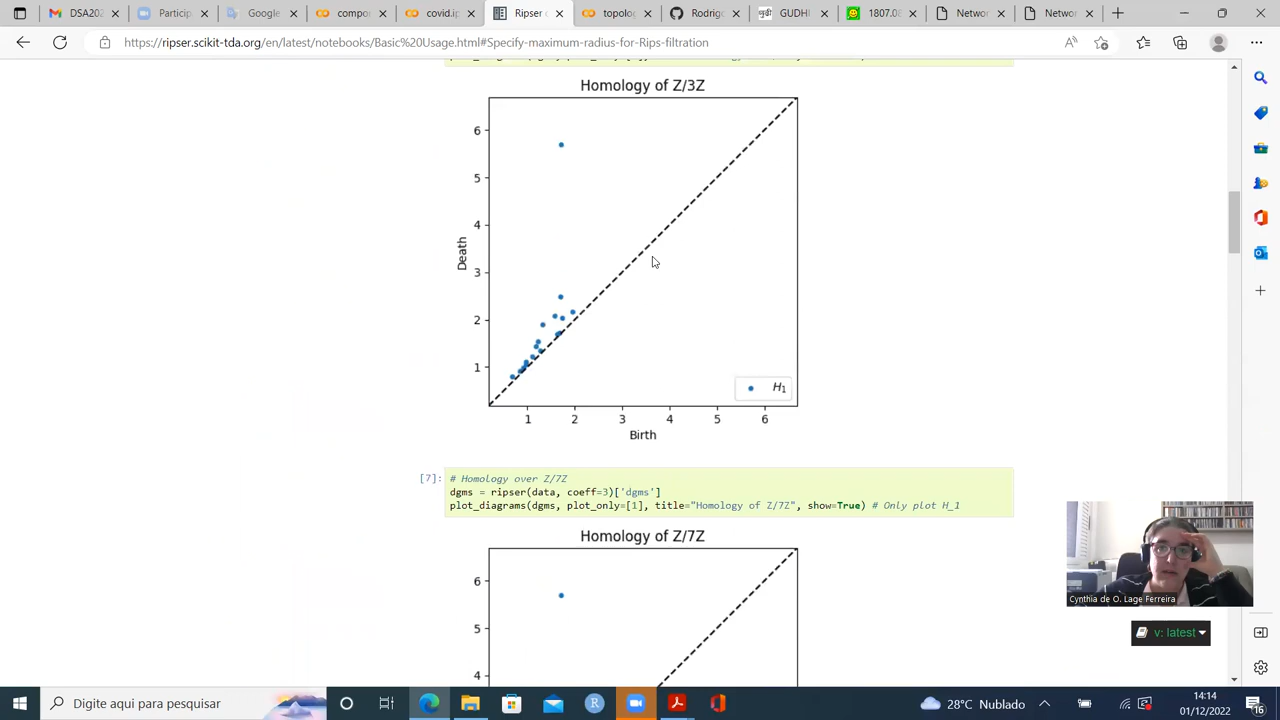 DSA202
Particip
Google
compo
covid.ip
Ripser c
topolog
Rodrig
GUDHI
1807.08
Networ
Networ
https://ripser.scikit-tda.org/en/latest/notebooks/Basic%20Usage.html#Specify-maximum-radius-for-Rips-filtration
Homology of Z/3Z
6
5
4
3
2
1
Death
H1
1 2 3 4 5 6
Birth
[7]: # Homology over Z/7Z
dgms = ripser(data, coeff=3)['dgms']
plot_diagrams(dgms, plot_only=[1], title="Homology of Z/7Z", show=True) # Only plot H_1
Homology of Z/7Z
6
5
4
Cynthia de O. Lage Ferreira
v: latest
Digite aqui para pesquisar
28°C Nublado
14:14
01/12/2022
16